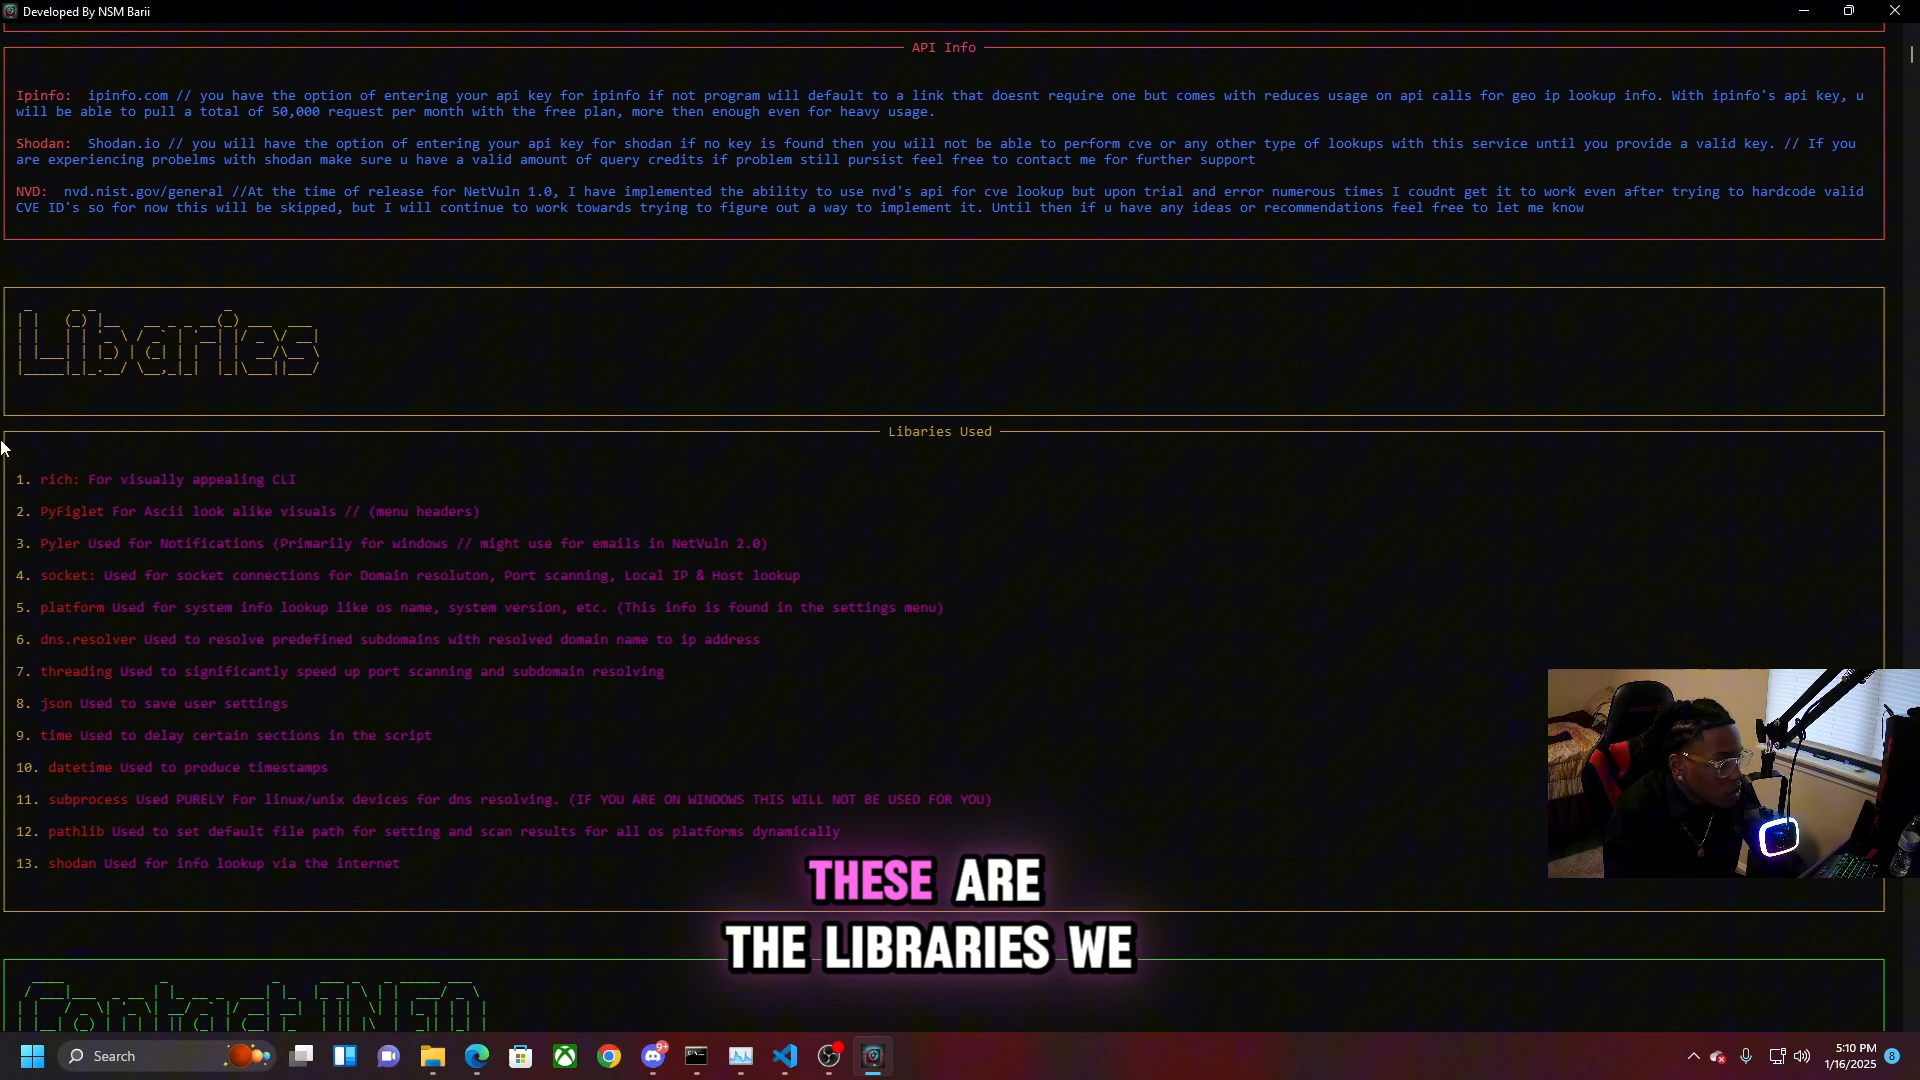 Developed By NSM Barii
API Info
Ipinfo: ipinfo.com // you have the option of entering your api key for ipinfo if not program will default to a link that doesnt require one but comes with reduces usage on api calls for geo ip lookup info. With ipinfo's api key, u
will be able to pull a total of 50,000 request per month with the free plan, more then enough even for heavy usage.
Shodan: Shodan.io // you will have the option of entering your api key for shodan if no key is found then you will not be able to perform cve or any other type of lookups with this service until you provide a valid key. // If you
are experiencing probelms with shodan make sure u have a valid amount of query credits if problem still pursist feel free to contact me for further support
NVD: nvd.nist.gov/general //At the time of release for NetVuln 1.0, I have implemented the ability to use nvd's api for cve lookup but upon trial and error numerous times I coudnt get it to work even after trying to hardcode valid
CVE ID's so for now this will be skipped, but I will continue to work towards trying to figure out a way to implement it. Until then if u have any ideas or recommendations feel free to let me know
Libaries
Libaries Used
1. rich: For visually appealing CLI
2. PyFiglet For Ascii look alike visuals // (menu headers)
3. Pyler Used for Notifications (Primarily for windows // might use for emails in NetVuln 2.0)
4. socket: Used for socket connections for Domain resoluton, Port scanning, Local IP & Host lookup
5. platform Used for system info lookup like os name, system version, etc. (This info is found in the settings menu)
6. dns.resolver Used to resolve predefined subdomains with resolved domain name to ip address
7. threading Used to significantly speed up port scanning and subdomain resolving
8. json Used to save user settings
9. time Used to delay certain sections in the script
10. datetime Used to produce timestamps
11. subprocess Used PURELY For linux/unix devices for dns resolving. (IF YOU ARE ON WINDOWS THIS WILL NOT BE USED FOR YOU)
12. pathlib Used to set default file path for setting and scan results for all os platforms dynamically
13. shodan Used for info lookup via the internet
THESE ARE
THE LIBRARIES WE
Contact INFO
Search
9+
5:10 PM
1/16/2025
8